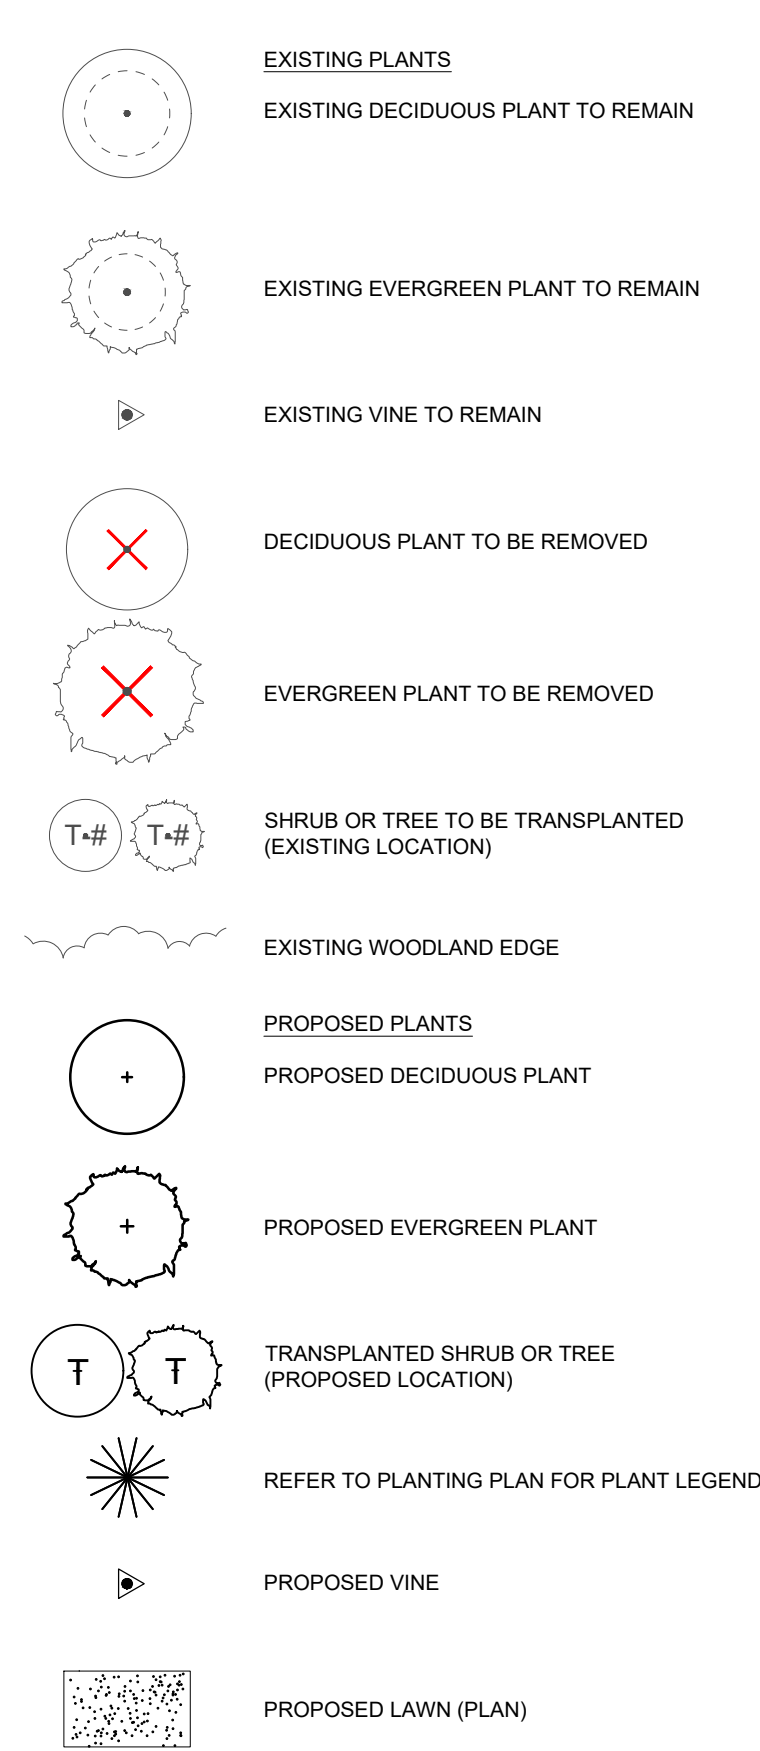 EXISTING PLANTS
EXISTING DECIDUOUS PLANT TO REMAIN
EXISTING EVERGREEN PLANT TO REMAIN
EXISTING VINE TO REMAIN
DECIDUOUS PLANT TO BE REMOVED
EVERGREEN PLANT TO BE REMOVED
T-# T-# SHRUB OR TREE TO BE TRANSPLANTED
(EXISTING LOCATION)
EXISTING WOODLAND EDGE
PROPOSED PLANTS
PROPOSED DECIDUOUS PLANT
PROPOSED EVERGREEN PLANT
T T TRANSPLANTED SHRUB OR TREE
(PROPOSED LOCATION)
REFER TO PLANTING PLAN FOR PLANT LEGEND
PROPOSED VINE
PROPOSED LAWN (PLAN)